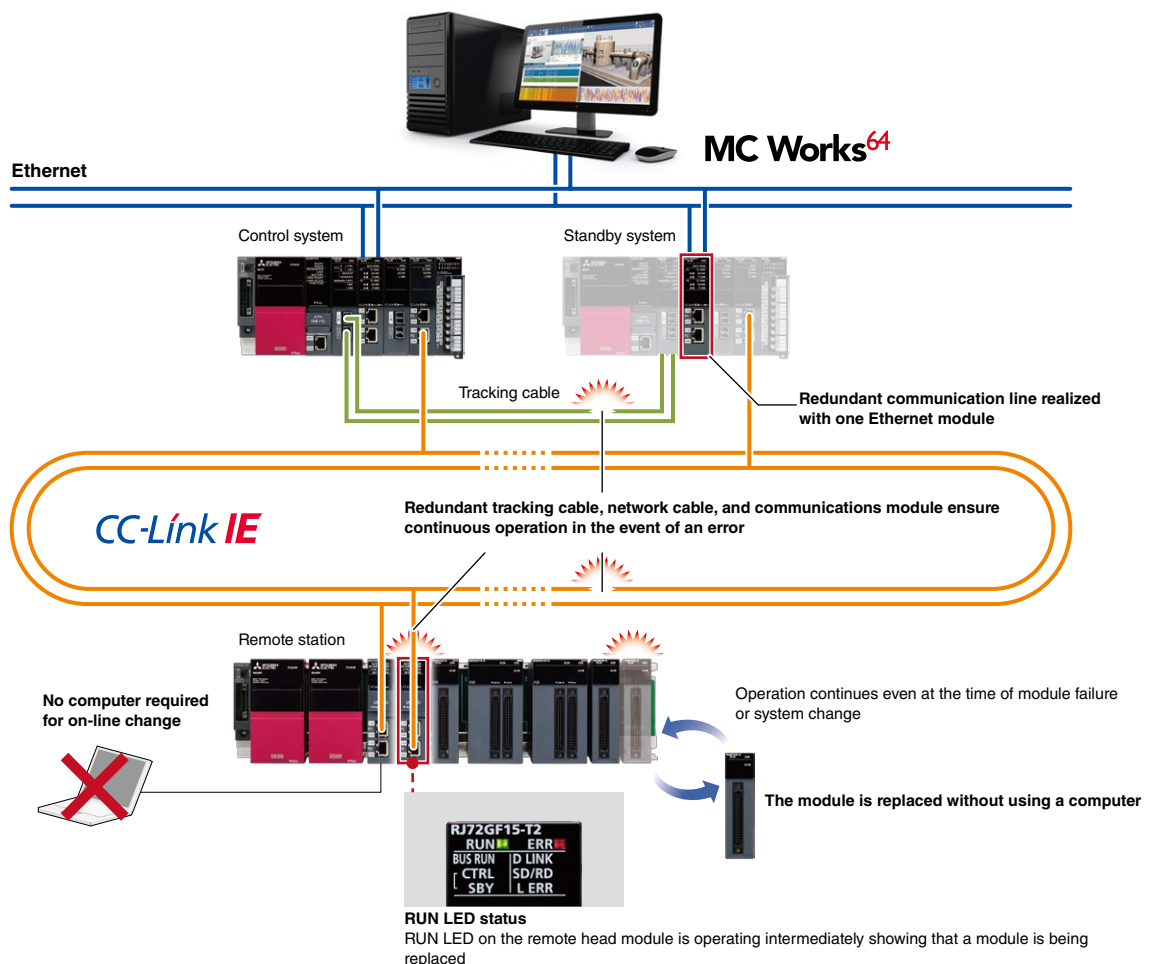 MC Works64
Ethernet
Control system
Standby system
Tracking cable
Redundant communication line realized
with one Ethernet module
Redundant tracking cable, network cable, and communications module ensure
continuous operation in the event of an error
CC-Link IE
Remote station
No computer required
for on-line change
Operation continues even at the time of module failure
or system change
The module is replaced without using a computer
RJ72GF15-T2
RUN ERR
BUS RUN D LINK
CTRL SD/RD
SBY L ERR
RUN LED status
RUN LED on the remote head module is operating intermediately showing that a module is being
replaced